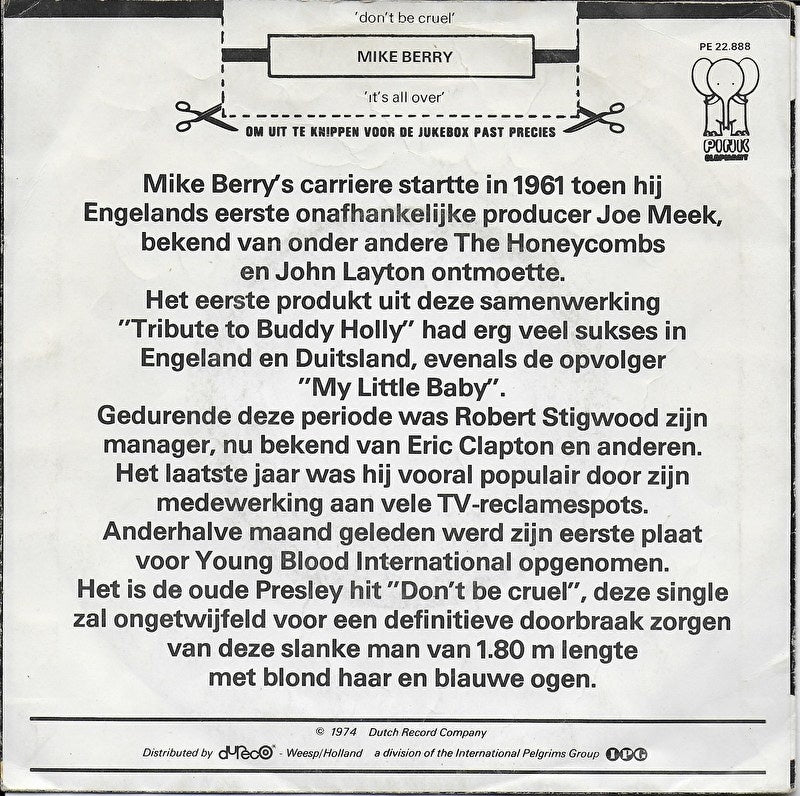 'don't be cruel'
MIKE BERRY
'it's all over'
OM UIT TE KNIPPEN VOOR DE JUKEBOX PAST PRECIES
PE 22.888
PINK
ELEPHANT
Mike Berry's carriere startte in 1961 toen hij
Engelands eerste onafhankelijke producer Joe Meek,
bekend van onder andere The Honeycombs
en John Layton ontmoette.
Het eerste produkt uit deze samenwerking
"Tribute to Buddy Holly" had erg veel sukses in
Engeland en Duitsland, evenals de opvolger
"My Little Baby".
Gedurende deze periode was Robert Stigwood zijn
manager, nu bekend van Eric Clapton en anderen.
Het laatste jaar was hij vooral populair door zijn
medewerking aan vele TV-reclamespots.
Anderhalve maand geleden werd zijn eerste plaat
voor Young Blood International opgenomen.
Het is de oude Presley hit "Don't be cruel", deze single
zal ongetwijfeld voor een definitieve doorbraak zorgen
van deze slanke man van 1.80 m lengte
met blond haar en blauwe ogen.
© 1974 Dutch Record Company
Distributed by dureco - Weesp/Holland a division of the International Pelgrims Group IPG